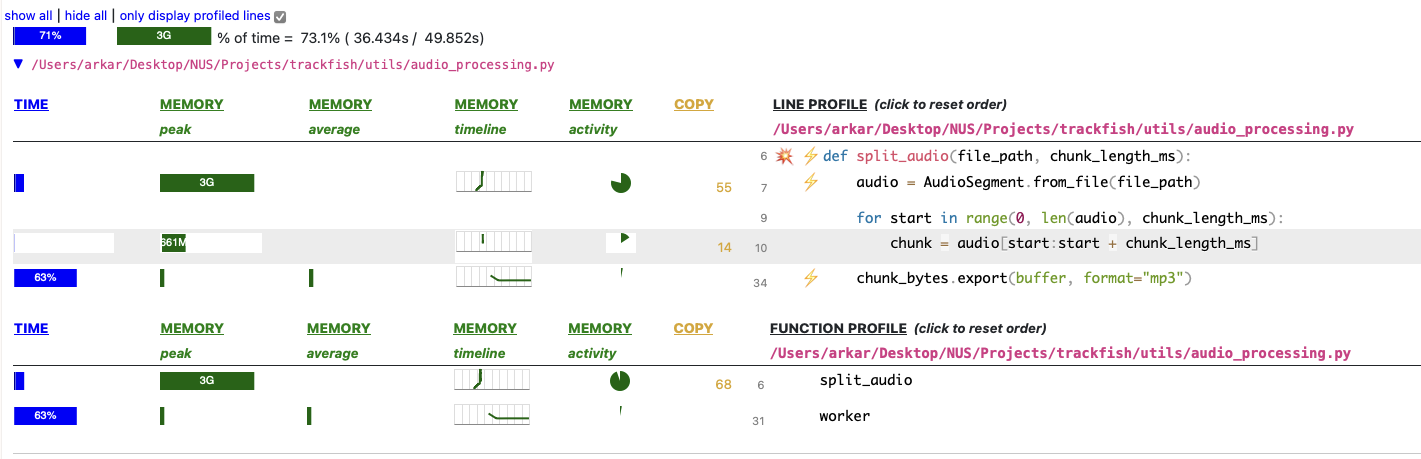 show all | hide all | only display profiled lines
71% 3G % of time = 73.1% ( 36.434s / 49.852s)
▼ /Users/arkar/Desktop/NUS/Projects/trackfish/utils/audio_processing.py
TIME MEMORY MEMORY MEMORY MEMORY COPY LINE PROFILE (click to reset order)
peak average timeline activity /Users/arkar/Desktop/NUS/Projects/trackfish/utils/audio_processing.py
6 💥 ⚡ def split_audio(file_path, chunk_length_ms):
3G 55 7 ⚡ audio = AudioSegment.from_file(file_path)
9 for start in range(0, len(audio), chunk_length_ms):
661M 14 10 chunk = audio[start:start + chunk_length_ms]
63% 34 ⚡ chunk_bytes.export(buffer, format="mp3")
TIME MEMORY MEMORY MEMORY MEMORY COPY FUNCTION PROFILE (click to reset order)
peak average timeline activity /Users/arkar/Desktop/NUS/Projects/trackfish/utils/audio_processing.py
3G 68 6 split_audio
63% 31 worker